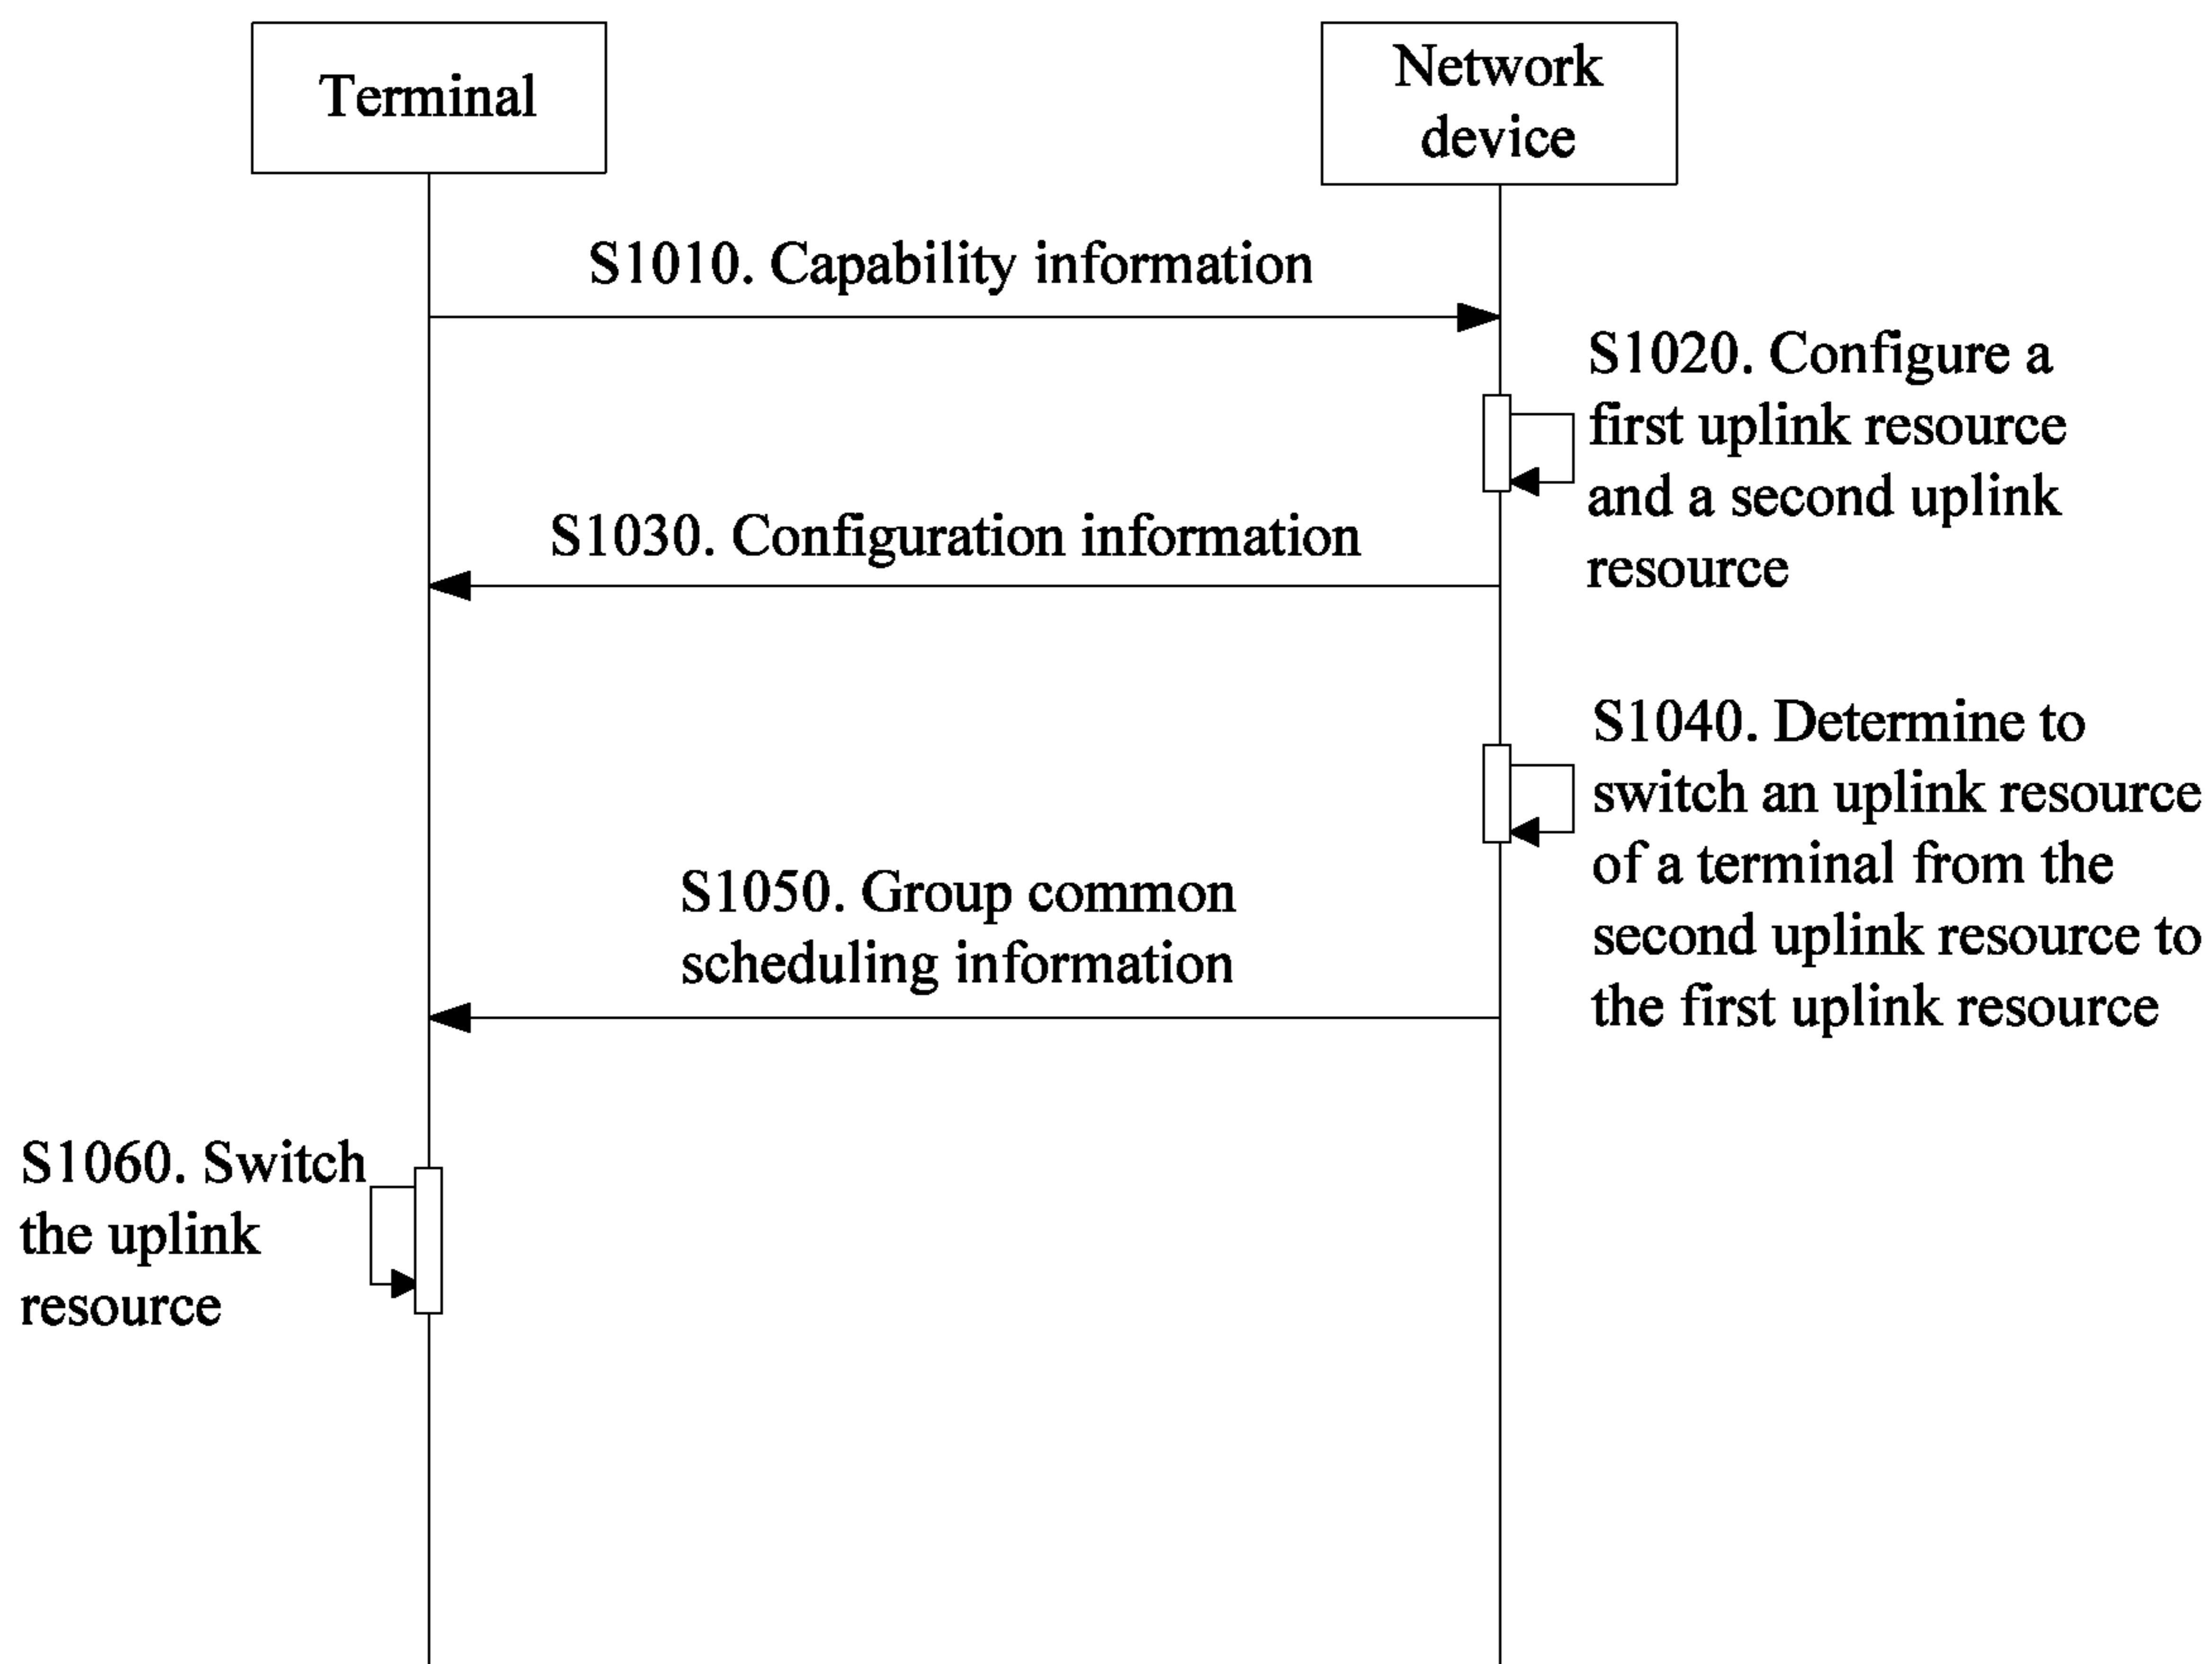 Terminal
Network
device
S1010. Capability information
S1020. Configure a
first uplink resource
and a second uplink
resource
S1030. Configuration information
S1040. Determine to
switch an uplink resource
of a terminal from the
second uplink resource to
the first uplink resource
S1050. Group common
scheduling information
S1060. Switch
the uplink
resource